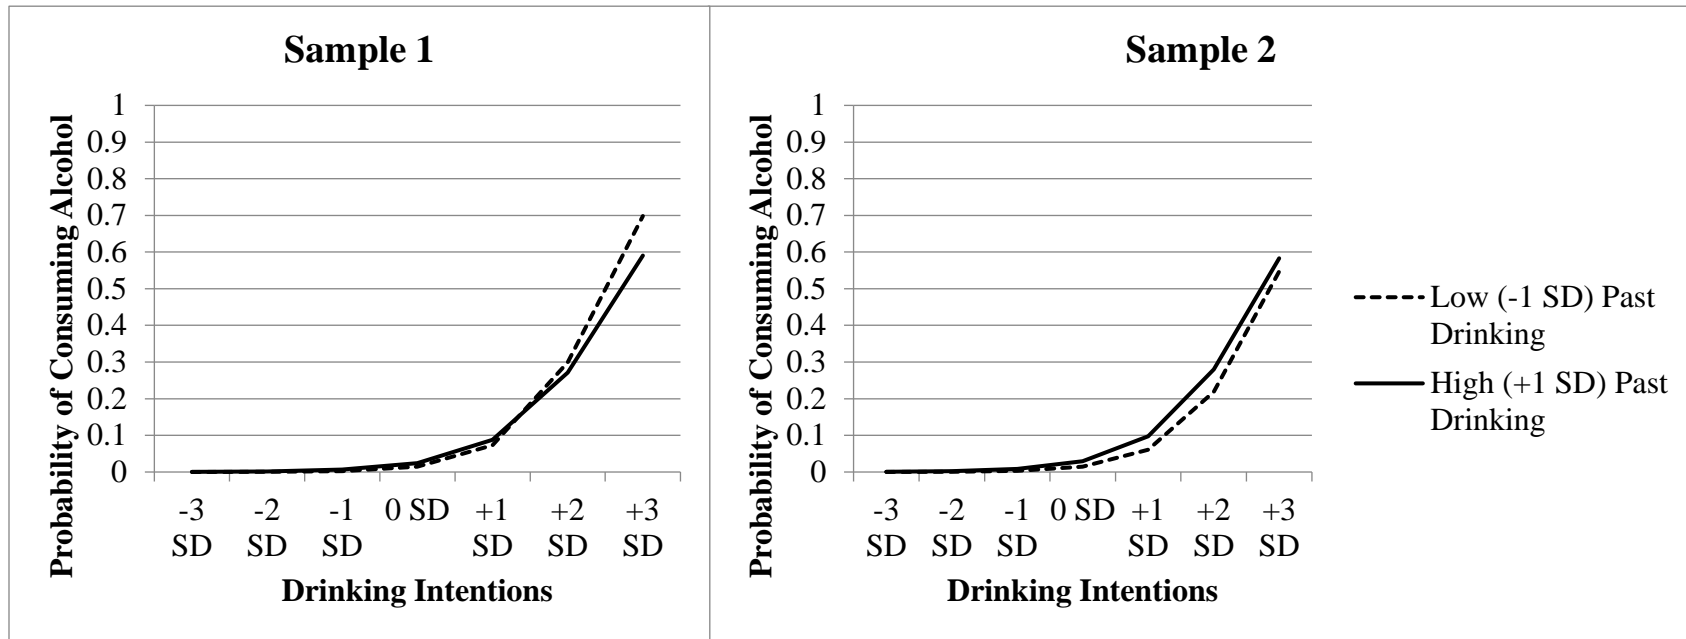 Sample 1
Probability of Consuming Alcohol
1
0.9
0.8
0.7
0.6
0.5
0.4
0.3
0.2
0.1
0
-3 SD
-2 SD
-1 SD
0 SD
+1 SD
+2 SD
+3 SD
Drinking Intentions
Sample 2
Probability of Consuming Alcohol
1
0.9
0.8
0.7
0.6
0.5
0.4
0.3
0.2
0.1
0
-3 SD
-2 SD
-1 SD
0 SD
+1 SD
+2 SD
+3 SD
Drinking Intentions
Low (-1 SD) Past
Drinking
High (+1 SD) Past
Drinking